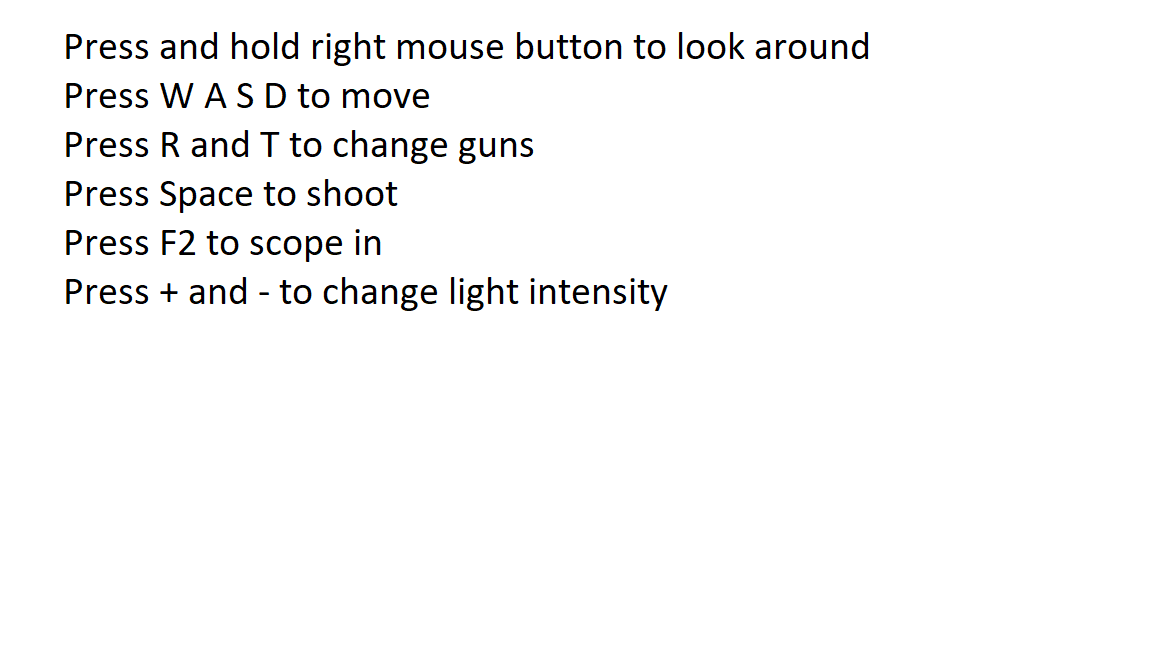 Press and hold right mouse button to look around
Press W A S D to move
Press R and T to change guns
Press Space to shoot
Press F2 to scope in
Press + and - to change light intensity